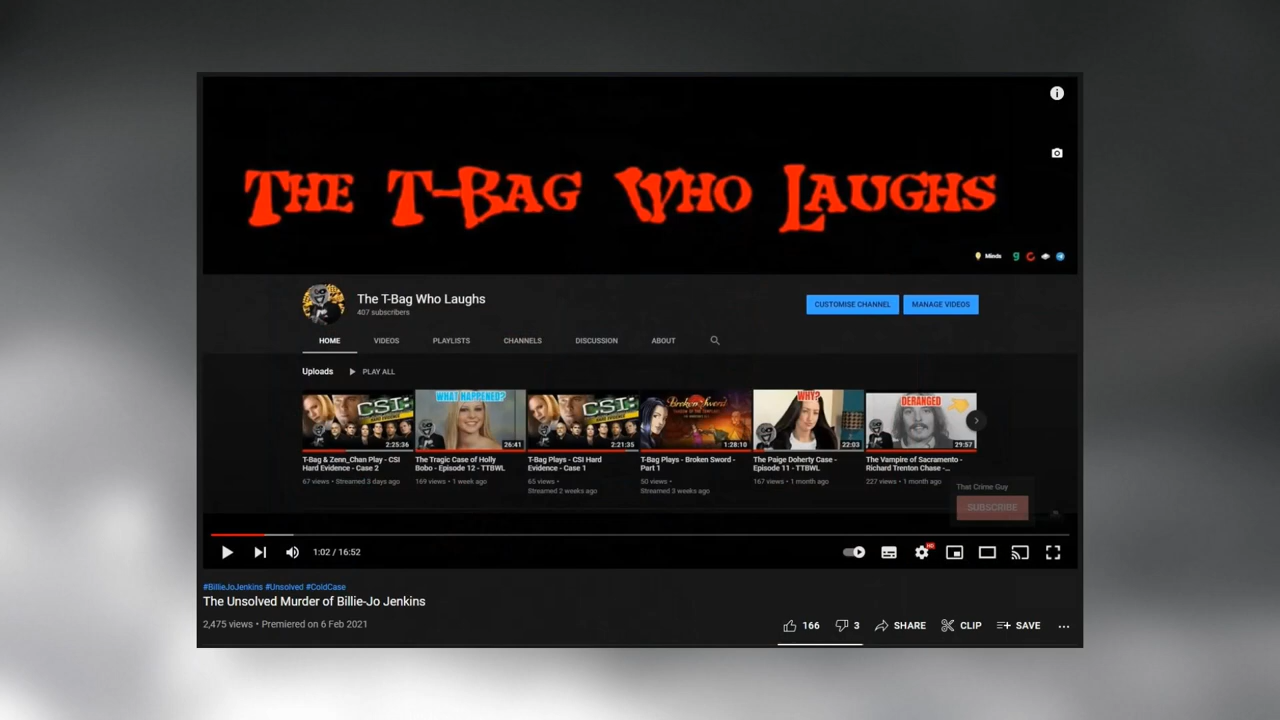 THE T-BAG WHO LAUGHS
Minds
The T-Bag Who Laughs
407 subscribers
CUSTOMISE CHANNEL
MANAGE VIDEOS
HOME
VIDEOS
PLAYLISTS
CHANNELS
DISCUSSION
ABOUT
Uploads
PLAY ALL
CSI:
2:25:36
T-Bag & Zenn_Chan Play - CSI
Hard Evidence - Case 2
67 views • Streamed 3 days ago
WHAT HAPPENED?
26:41
The Tragic Case of Holly
Bobo - Episode 12 - TTBWL
169 views • 1 week ago
CSI:
2:21:35
T-Bag Plays - CSI Hard
Evidence - Case 1
65 views •
Streamed 2 weeks ago
Broken Sword
1:28:10
T-Bag Plays - Broken Sword -
Part 1
50 views •
Streamed 3 weeks ago
WHY?
22:03
The Paige Doherty Case -
Episode 11 - TTBWL
167 views • 1 month ago
DERANGED
29:57
The Vampire of Sacramento -
Richard Trenton Chase -...
227 views • 1 month ago
That Crime Guy
SUBSCRIBE
1:02 / 16:52
HD
#BillieJoJenkins #Unsolved #ColdCase
The Unsolved Murder of Billie-Jo Jenkins
2,475 views • Premiered on 6 Feb 2021
166
3
SHARE
CLIP
SAVE